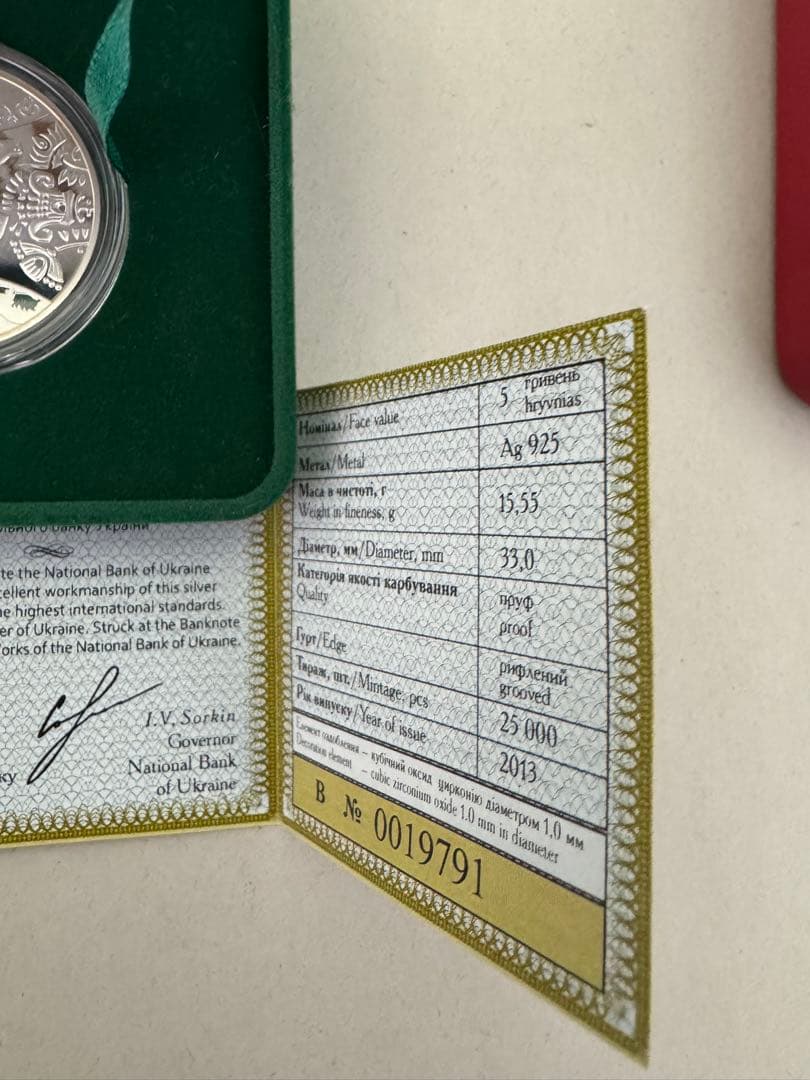 Банку України
te the National Bank of Ukraine
cellent workmanship of this silver
e highest international standards.
er of Ukraine. Struck at the Banknote
orks of the National Bank of Ukraine.
I.V. Sorkin
Governor
National Bank
of Ukraine
ку
Номінал/Face value 5 гривень hryvnias
Метал/Metal Ag 925
Маса в чистоті, г
Weight in fineness, g 15,55
Діаметр, мм/Diameter, mm 33,0
Категорія якості карбування
Quality
пруф
proof
Гурт/Edge
рифлений
grooved
Тираж, шт./Mintage, pcs 25 000
Рік випуску/Year of issue 2013
Елемент оздоблення – кубічний оксид цирконію діаметром 1,0 мм
Decoration element – cubic zirconium oxide 1.0 mm in diameter
В № 0019791